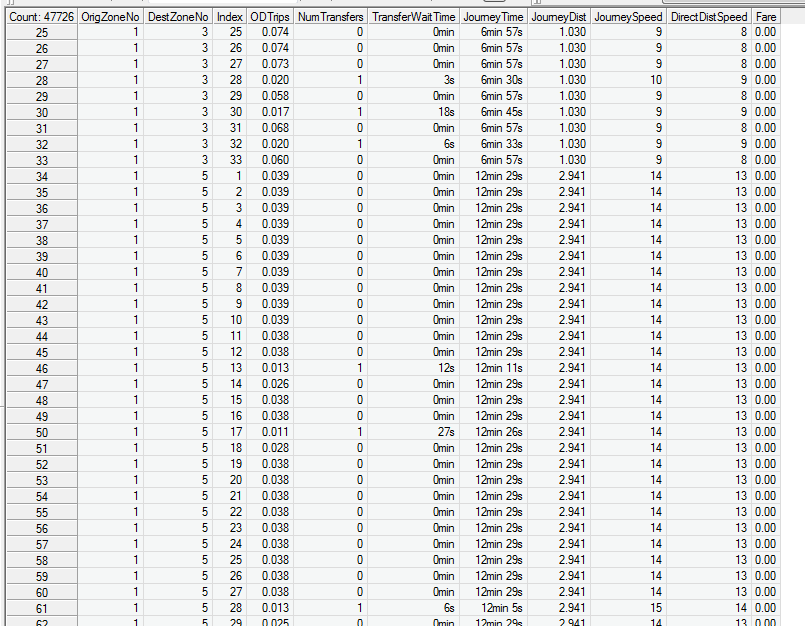 Count: 47726 OrigZoneNo DestZoneNo Index ODTrips NumTransfers TransferWaitTime JourneyTime JourneyDist JourneySpeed DirectDistSpeed Fare
25 1 3 25 0.074 0 0min 6min 57s 1.030 9 8 0.00
26 1 3 26 0.074 0 0min 6min 57s 1.030 9 8 0.00
27 1 3 27 0.073 0 0min 6min 57s 1.030 9 8 0.00
28 1 3 28 0.020 1 3s 6min 30s 1.030 10 9 0.00
29 1 3 29 0.058 0 0min 6min 57s 1.030 9 8 0.00
30 1 3 30 0.017 1 18s 6min 45s 1.030 9 9 0.00
31 1 3 31 0.068 0 0min 6min 57s 1.030 9 8 0.00
32 1 3 32 0.020 1 6s 6min 33s 1.030 9 9 0.00
33 1 3 33 0.060 0 0min 6min 57s 1.030 9 8 0.00
34 1 5 1 0.039 0 0min 12min 29s 2.941 14 13 0.00
35 1 5 2 0.039 0 0min 12min 29s 2.941 14 13 0.00
36 1 5 3 0.039 0 0min 12min 29s 2.941 14 13 0.00
37 1 5 4 0.039 0 0min 12min 29s 2.941 14 13 0.00
38 1 5 5 0.039 0 0min 12min 29s 2.941 14 13 0.00
39 1 5 6 0.039 0 0min 12min 29s 2.941 14 13 0.00
40 1 5 7 0.039 0 0min 12min 29s 2.941 14 13 0.00
41 1 5 8 0.039 0 0min 12min 29s 2.941 14 13 0.00
42 1 5 9 0.039 0 0min 12min 29s 2.941 14 13 0.00
43 1 5 10 0.039 0 0min 12min 29s 2.941 14 13 0.00
44 1 5 11 0.038 0 0min 12min 29s 2.941 14 13 0.00
45 1 5 12 0.038 0 0min 12min 29s 2.941 14 13 0.00
46 1 5 13 0.013 1 12s 12min 11s 2.941 14 13 0.00
47 1 5 14 0.026 0 0min 12min 29s 2.941 14 13 0.00
48 1 5 15 0.038 0 0min 12min 29s 2.941 14 13 0.00
49 1 5 16 0.038 0 0min 12min 29s 2.941 14 13 0.00
50 1 5 17 0.011 1 27s 12min 26s 2.941 14 13 0.00
51 1 5 18 0.028 0 0min 12min 29s 2.941 14 13 0.00
52 1 5 19 0.038 0 0min 12min 29s 2.941 14 13 0.00
53 1 5 20 0.038 0 0min 12min 29s 2.941 14 13 0.00
54 1 5 21 0.038 0 0min 12min 29s 2.941 14 13 0.00
55 1 5 22 0.038 0 0min 12min 29s 2.941 14 13 0.00
56 1 5 23 0.038 0 0min 12min 29s 2.941 14 13 0.00
57 1 5 24 0.038 0 0min 12min 29s 2.941 14 13 0.00
58 1 5 25 0.038 0 0min 12min 29s 2.941 14 13 0.00
59 1 5 26 0.038 0 0min 12min 29s 2.941 14 13 0.00
60 1 5 27 0.038 0 0min 12min 29s 2.941 14 13 0.00
61 1 5 28 0.013 1 6s 12min 5s 2.941 15 14 0.00
62 1 5 29 0.025 0 0min 12min 29s 2.941 14 13 0.00